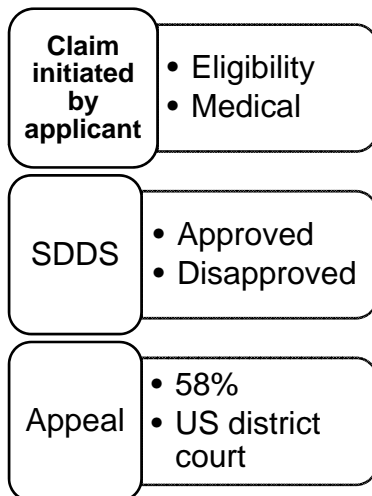 Claim
initiated
by
applicant
• Eligibility
• Medical
SDDS
• Approved
• Disapproved
Appeal
• 58%
• US district
court